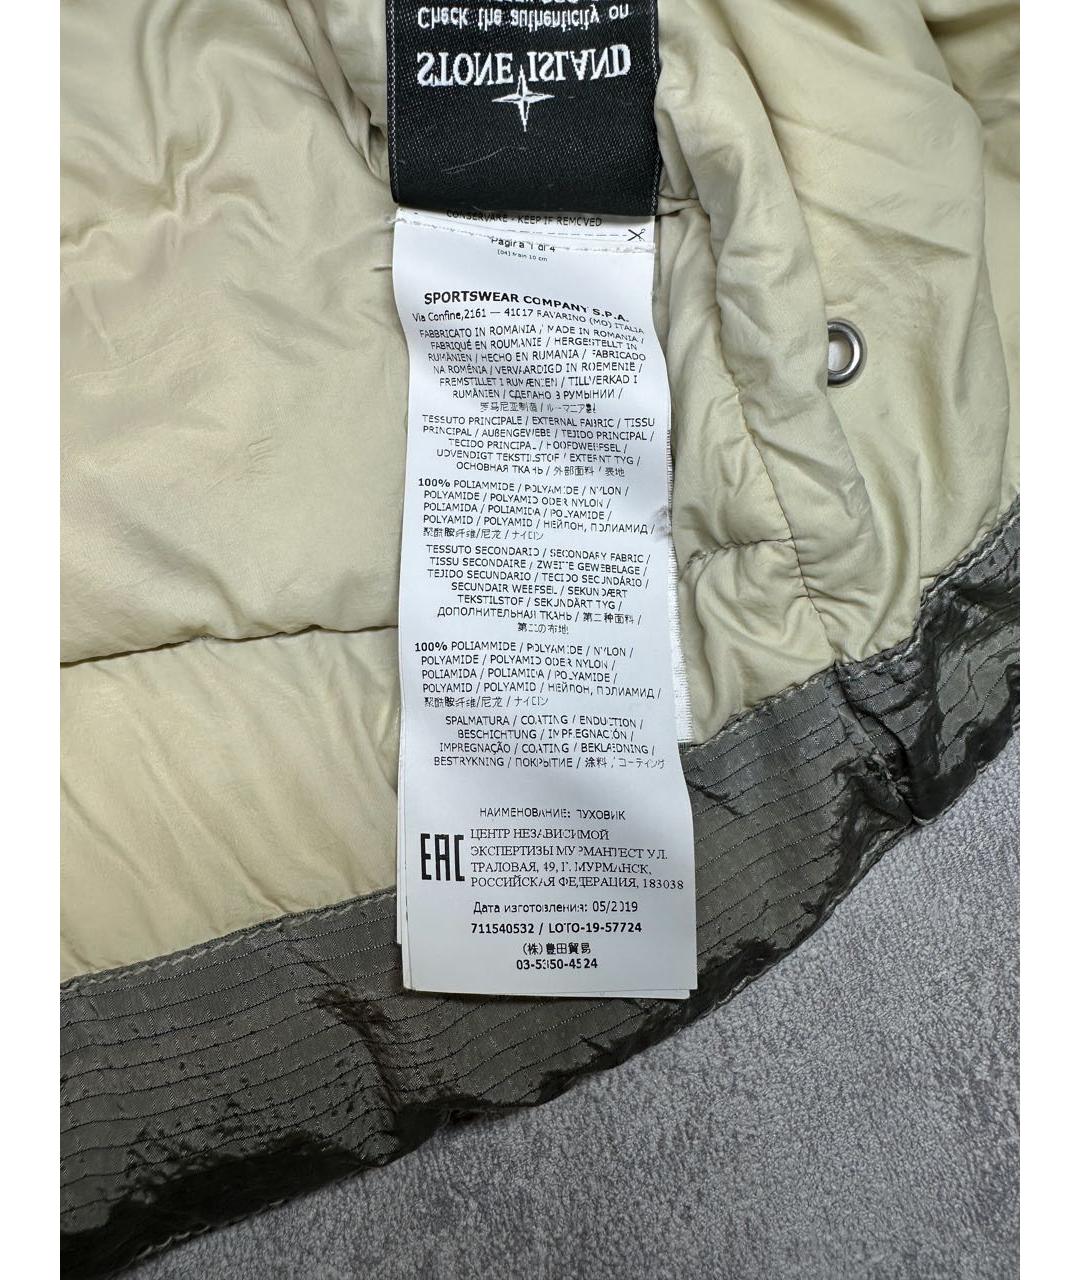 Check the authenticity on
STONE ISLAND
CONSERVARE - KEEP IF REMOVED
Pagina 1 di 4
SPORTSWEAR COMPANY S.P.A.
Via Confine,2161 — 41017 RAVARINO (MO) ITALIA
FABBRICATO IN ROMANIA / MADE IN ROMANIA /
FABRIQUÉ EN ROUMANIE / HERGESTELLT IN
RUMÄNIEN / HECHO EN RUMANIA / FABRICADO
NA ROMÊNIA / VERVAARDIGD IN ROEMENIË /
FREMSTILLET I RUMÆNIEN / TILLVERKAD I
RUMÄNIEN / СДЕЛАНО В РУМЫНИИ /
罗马尼亚制造 / ルーマニア製
TESSUTO PRINCIPALE / EXTERNAL FABRIC / TISSU
PRINCIPAL / AUßENGEWEBE / TEJIDO PRINCIPAL /
TECIDO PRINCIPAL / HOOFDWEEFSEL /
UDVENDIGT TEKSTILSTOF / EXTERNT TYG /
ОСНОВНАЯ ТКАНЬ / 外部面料 / 表地
100% POLIAMMIDE / POLYAMIDE / NYLON /
POLYAMIDE / POLYAMID ODER NYLON /
POLIAMIDA / POLIAMIDA / POLYAMIDE /
POLYAMID / POLYAMID / НЕЙЛОН, ПОЛИАМИД /
聚酰胺纤维/尼龙 / ナイロン
TESSUTO SECONDARIO / SECONDARY FABRIC /
TISSU SECONDAIRE / ZWEITE GEWEBELAGE /
TEJIDO SECUNDARIO / TECIDO SECUNDÁRIO /
SECUNDAIR WEEFSEL / SEKUNDÆRT
TEKSTILSTOF / SEKUNDÄRT TYG /
ДОПОЛНИТЕЛЬНАЯ ТКАНЬ / 第二种面料 /
第二の布地
100% POLIAMMIDE / POLYAMIDE / NYLON /
POLYAMIDE / POLYAMID ODER NYLON /
POLIAMIDA / POLIAMIDA / POLYAMIDE /
POLYAMID / POLYAMID / НЕЙЛОН, ПОЛИАМИД /
聚酰胺纤维/尼龙 / ナイロン
SPALMATURA / COATING / ENDUCTION /
BESCHICHTUNG / IMPREGNACIÓN /
IMPREGNAÇÃO / COATING / BEKLÆDNING /
BESTRYKNING / ПОКРЫТИЕ / 涂料 / コーティング
НАИМЕНОВАНИЕ: ПУХОВИК
EAC ЦЕНТР НЕЗАВИСИМОЙ
ЭКСПЕРТИЗЫ МУРМАНТЕСТ УЛ.
ТРАЛОВАЯ, 49, Г. МУРМАНСК,
РОССИЙСКАЯ ФЕДЕРАЦИЯ, 183038
Дата изготовления: 05/2019
711540532 / LOTO-19-57724
(株)豊田貿易
03-5350-4524